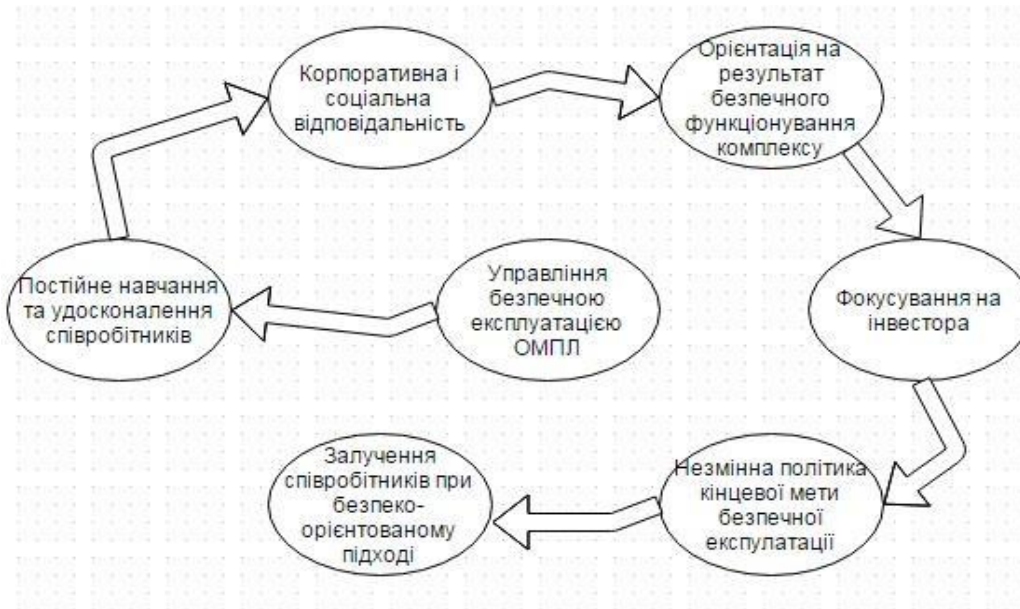 Корпоративна і
соціальна
відповідальність
Орієнтація на
результат
безпечного
функціонування
комплексу
Постійне навчання
та удосконалення
співробітників
Управління
безпечною
експлуатацією
ОМПЛ
Фокусування на
інвестора
Залучення
співробітників при
безпеко-
орієнтованому
підході
Незмінна політика
кінцевої мети
безпечної
експулатації